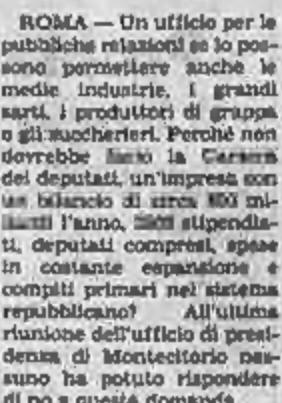 ROMA — Un ufficio per le
pubbliche relazioni se lo pos-
sono permettere anche le
medie industrie, i grandi
sarti, i produttori di grappa
o gli zuccherieri. Perché non
dovrebbe la Camera
dei deputati, un'impresa con
un bilancio di circa mi-
l'anno, stipendia-
ti, deputati compresi, spese
in costante espansione e
compiti primari nel sistema
repubblicano? All'ultima
riunione dell'ufficio di presi-
denza di Montecitorio nes-
suno ha potuto rispondere
di no a questa domanda.